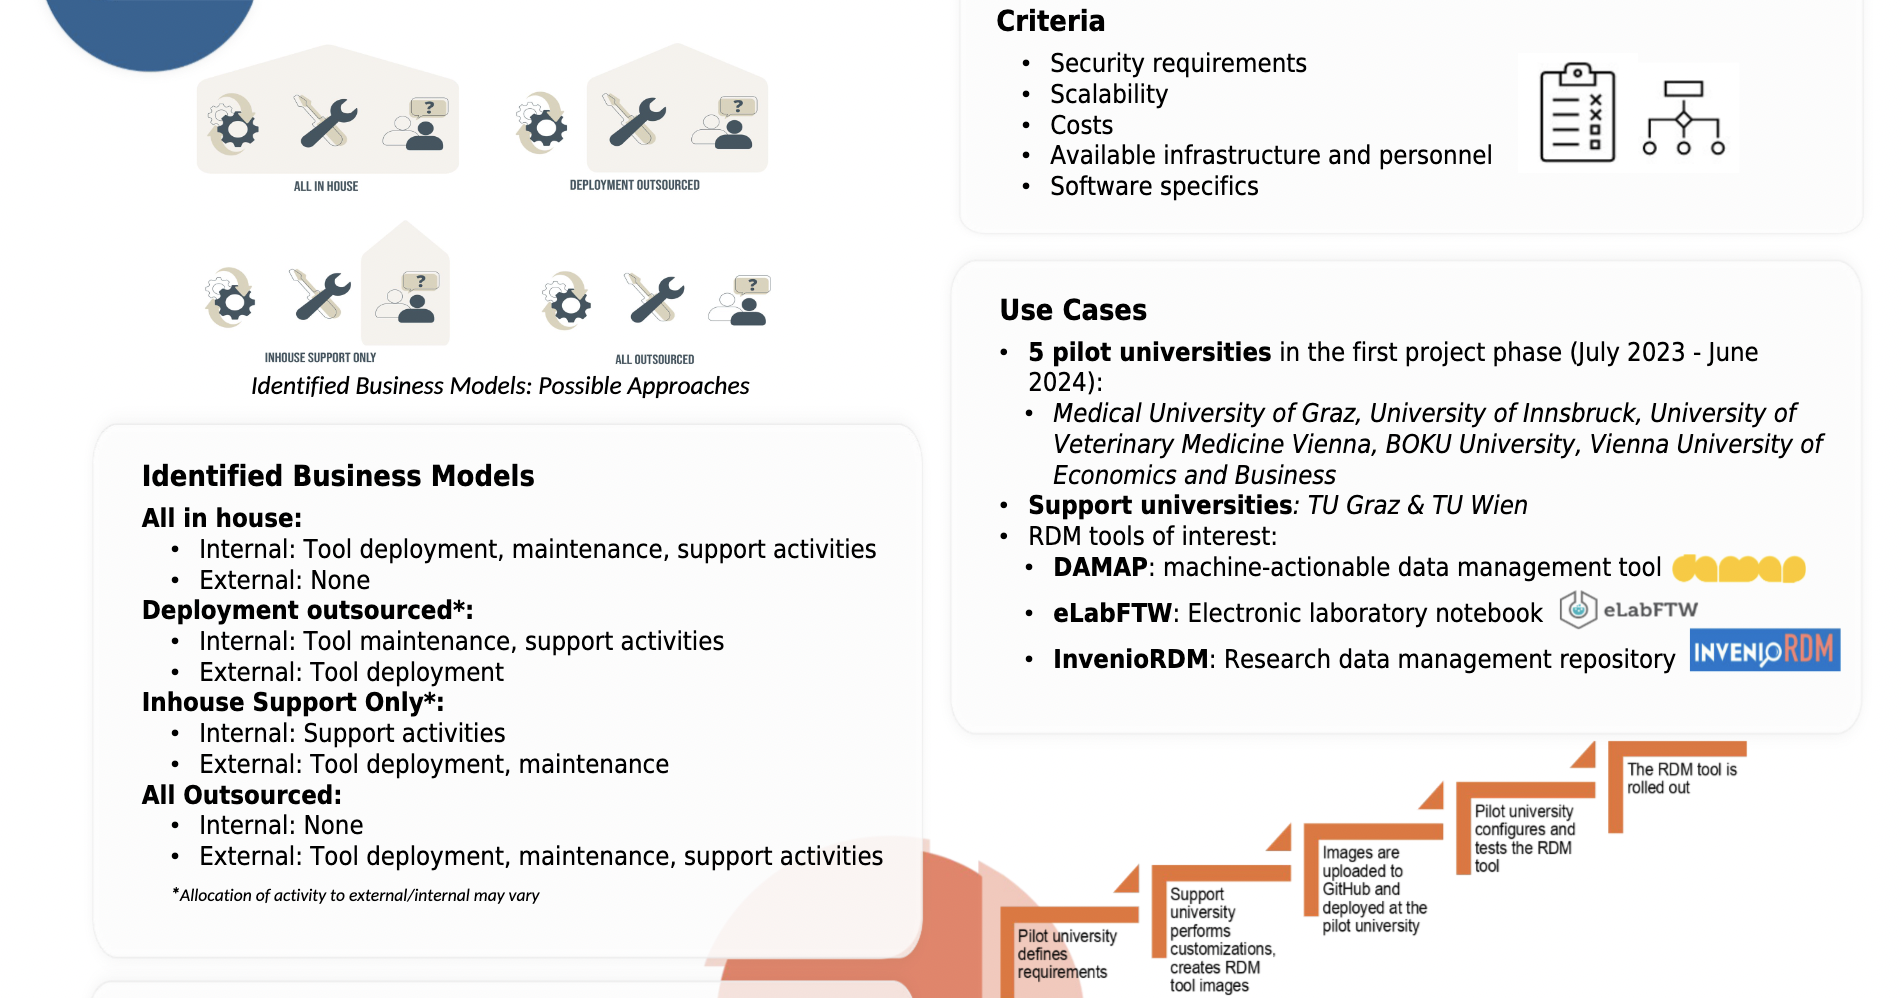 ALL IN HOUSE
DEPLOYMENT OUTSOURCED
INHOUSE SUPPORT ONLY
ALL OUTSOURCED
Identified Business Models: Possible Approaches
Identified Business Models
All in house:
• Internal: Tool deployment, maintenance, support activities
• External: None
Deployment outsourced*:
• Internal: Tool maintenance, support activities
• External: Tool deployment
Inhouse Support Only*:
• Internal: Support activities
• External: Tool deployment, maintenance
All Outsourced:
• Internal: None
• External: Tool deployment, maintenance, support activities
*Allocation of activity to external/internal may vary
Criteria
• Security requirements
• Scalability
• Costs
• Available infrastructure and personnel
• Software specifics
Use Cases
• 5 pilot universities in the first project phase (July 2023 - June
2024):
• Medical University of Graz, University of Innsbruck, University of
Veterinary Medicine Vienna, BOKU University, Vienna University of
Economics and Business
• Support universities: TU Graz & TU Wien
• RDM tools of interest:
• DAMAP: machine-actionable data management tool damap
• eLabFTW: Electronic laboratory notebook eLabFTW
• InvenioRDM: Research data management repository INVENIORDM
Pilot university
defines
requirements
Support
university
performs
customizations,
creates RDM
tool images
Images are
uploaded to
GitHub and
deployed at the
pilot university
Pilot university
configures and
tests the RDM
tool
The RDM tool is
rolled out